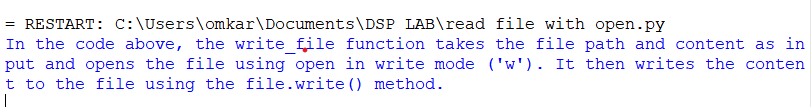 = RESTART: C:\Users\omkar\Documents\DSP LAB\read file with open.py
In the code above, the write_file function takes the file path and content as in
put and opens the file using open in write mode ('w'). It then writes the conten
t to the file using the file.write() method.